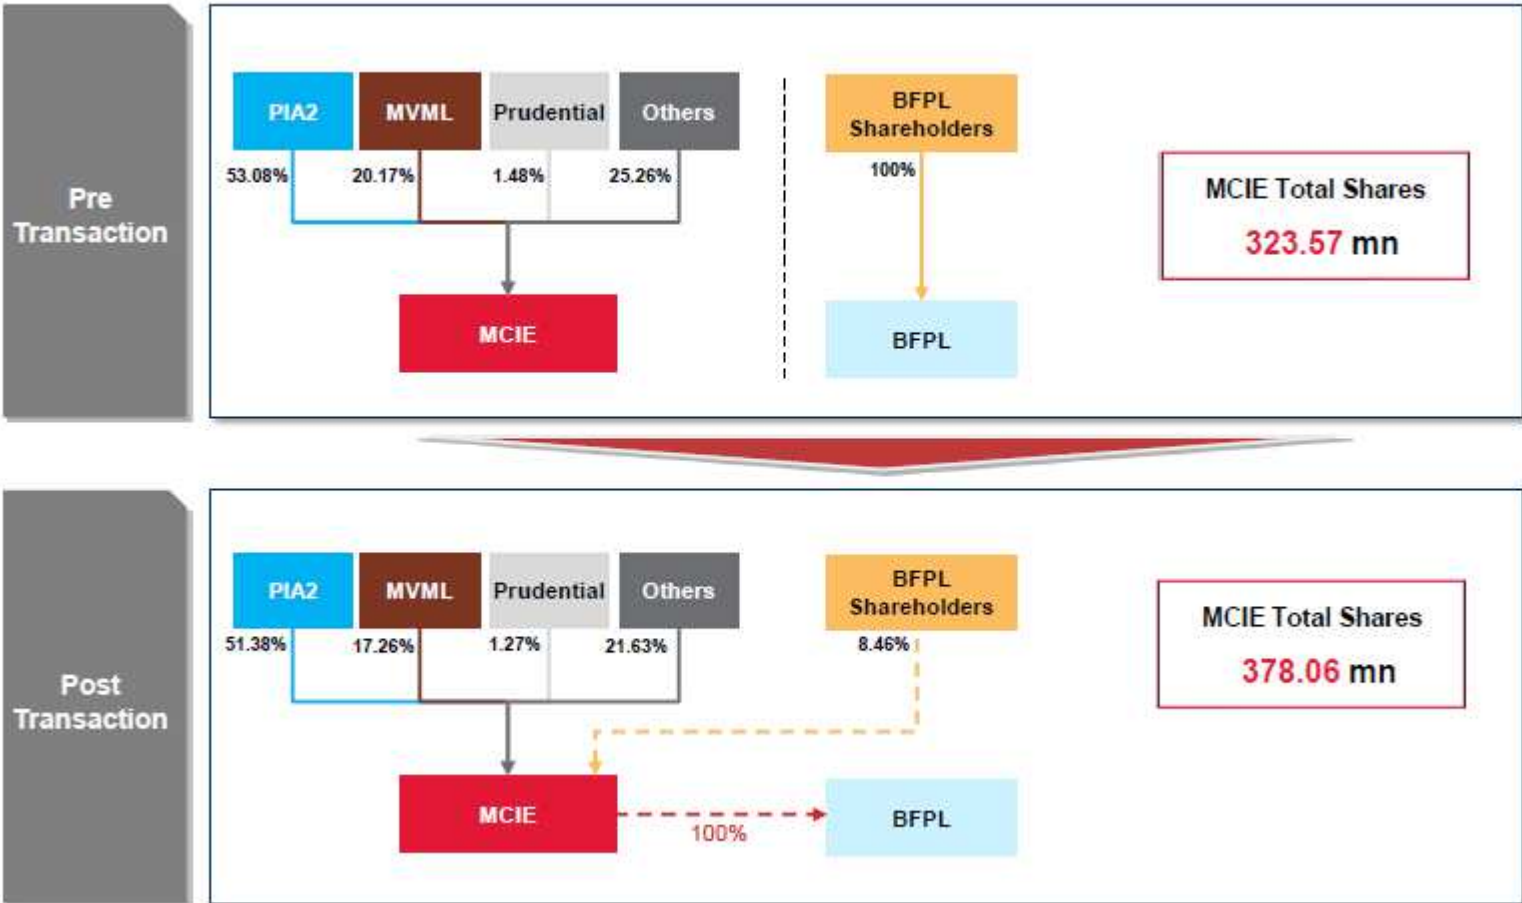 Pre
Transaction
PIA2
MVML
Prudential
Others
BFPL
Shareholders
53.08%
20.17%
1.48%
25.26%
100%
MCIE Total Shares
323.57 mn
MCIE
BFPL
Post
Transaction
PIA2
MVML
Prudential
Others
BFPL
Shareholders
51.38%
17.26%
1.27%
21.63%
8.46%
MCIE Total Shares
378.06 mn
MCIE
100%
BFPL